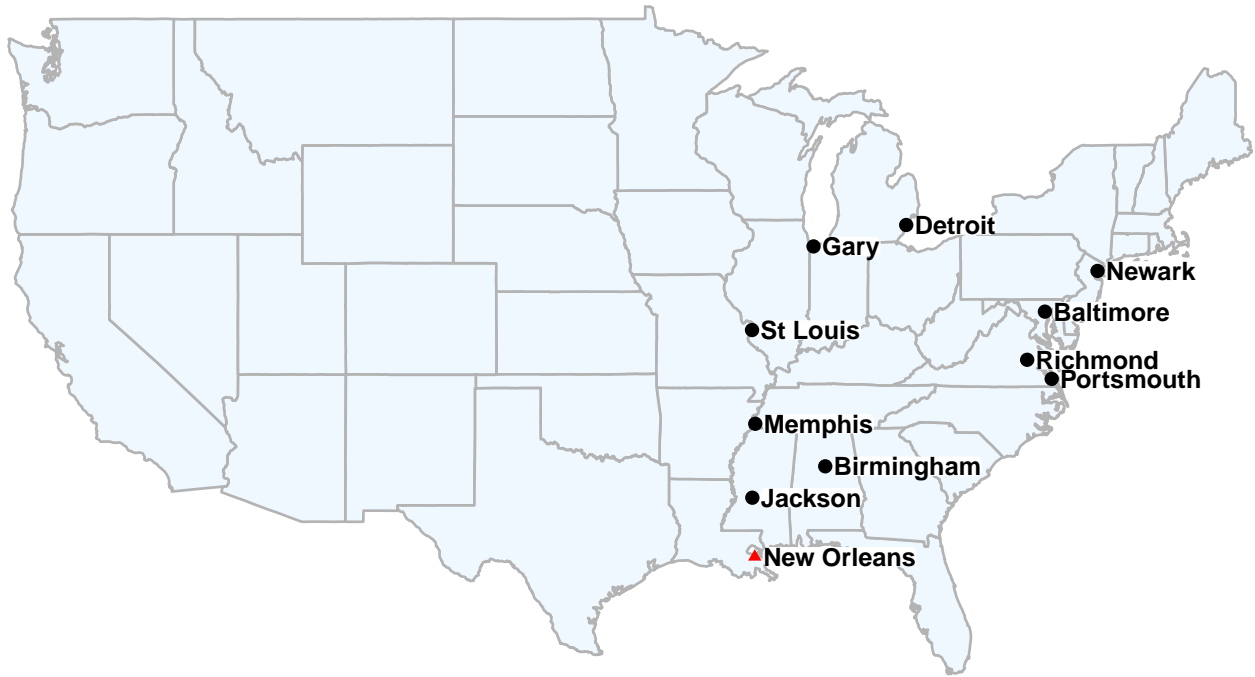 Detroit
Gary
Newark
Baltimore
St Louis
Richmond
Portsmouth
Memphis
Birmingham
Jackson
New Orleans